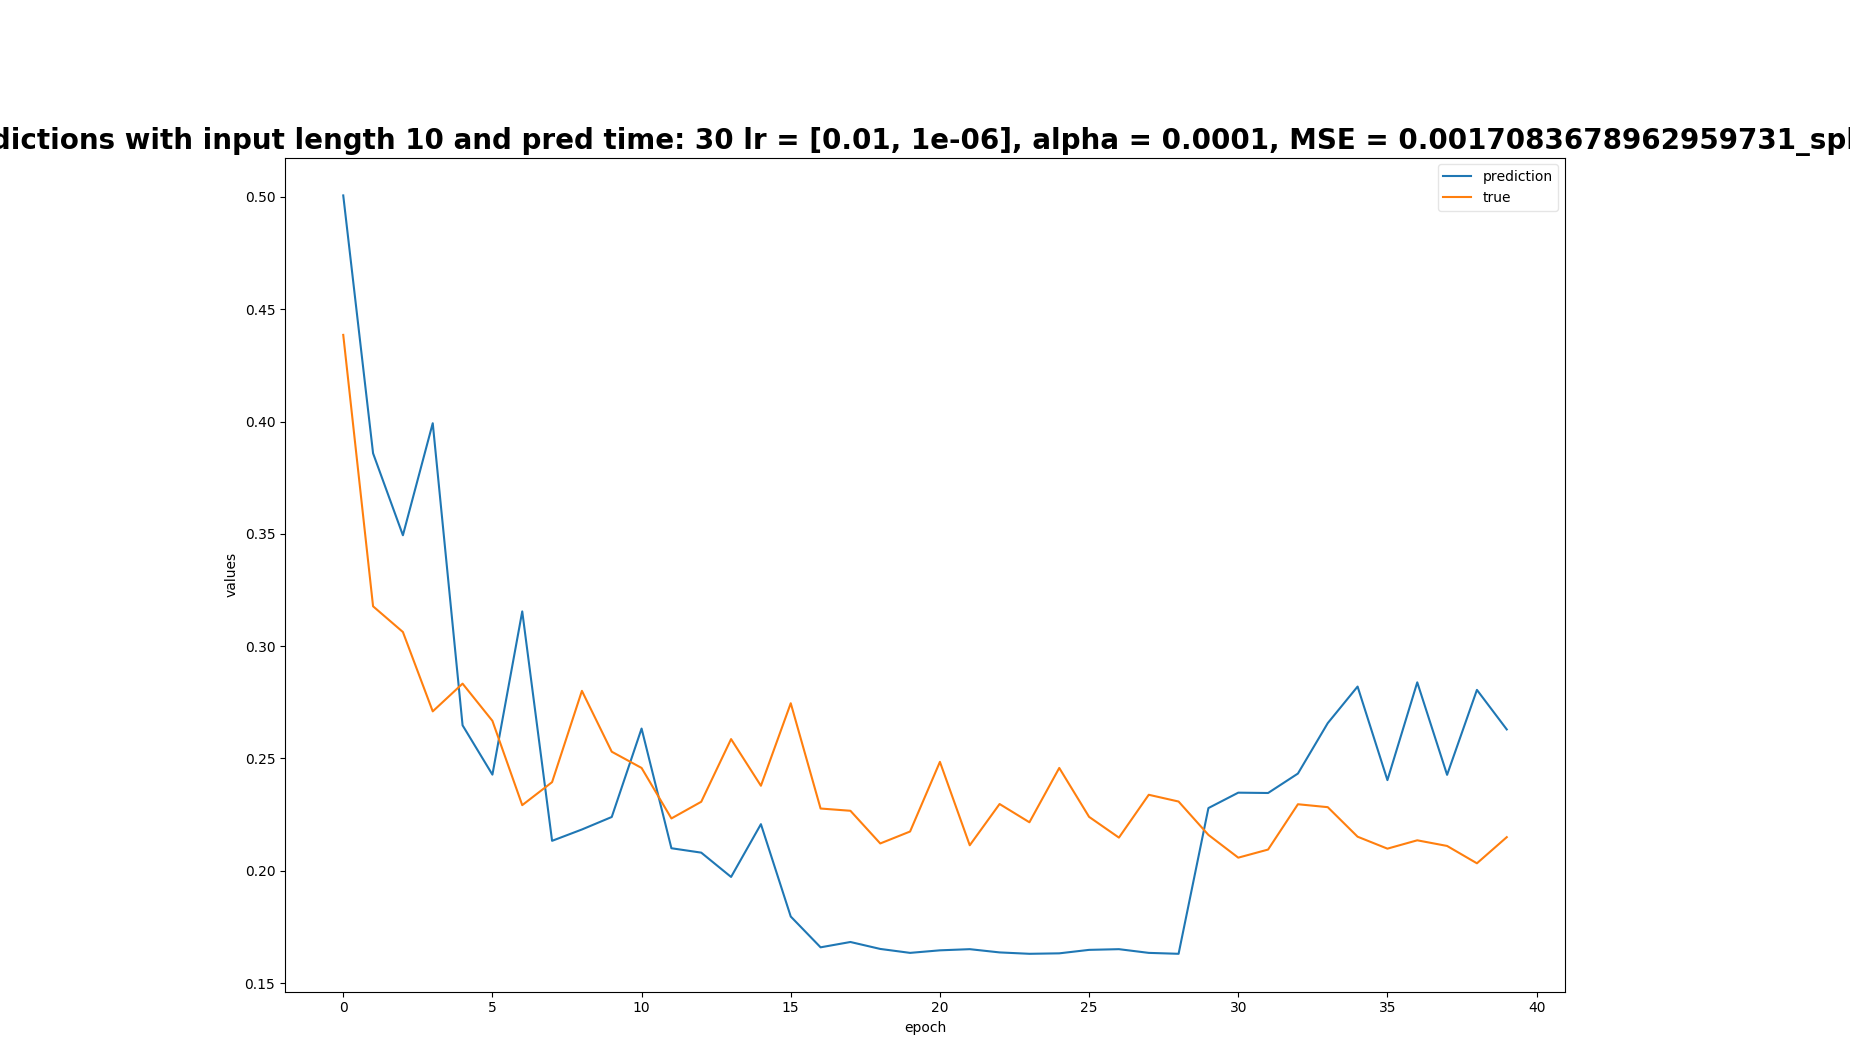 dictions with input length 10 and pred time: 30 lr = [0.01, 1e-06], alpha = 0.0001, MSE = 0.0017083678962959731_spl
prediction
true
0.50
0.45
0.40
0.35
0.30
0.25
0.20
0.15
values
0 5 10 15 20 25 30 35 40
epoch